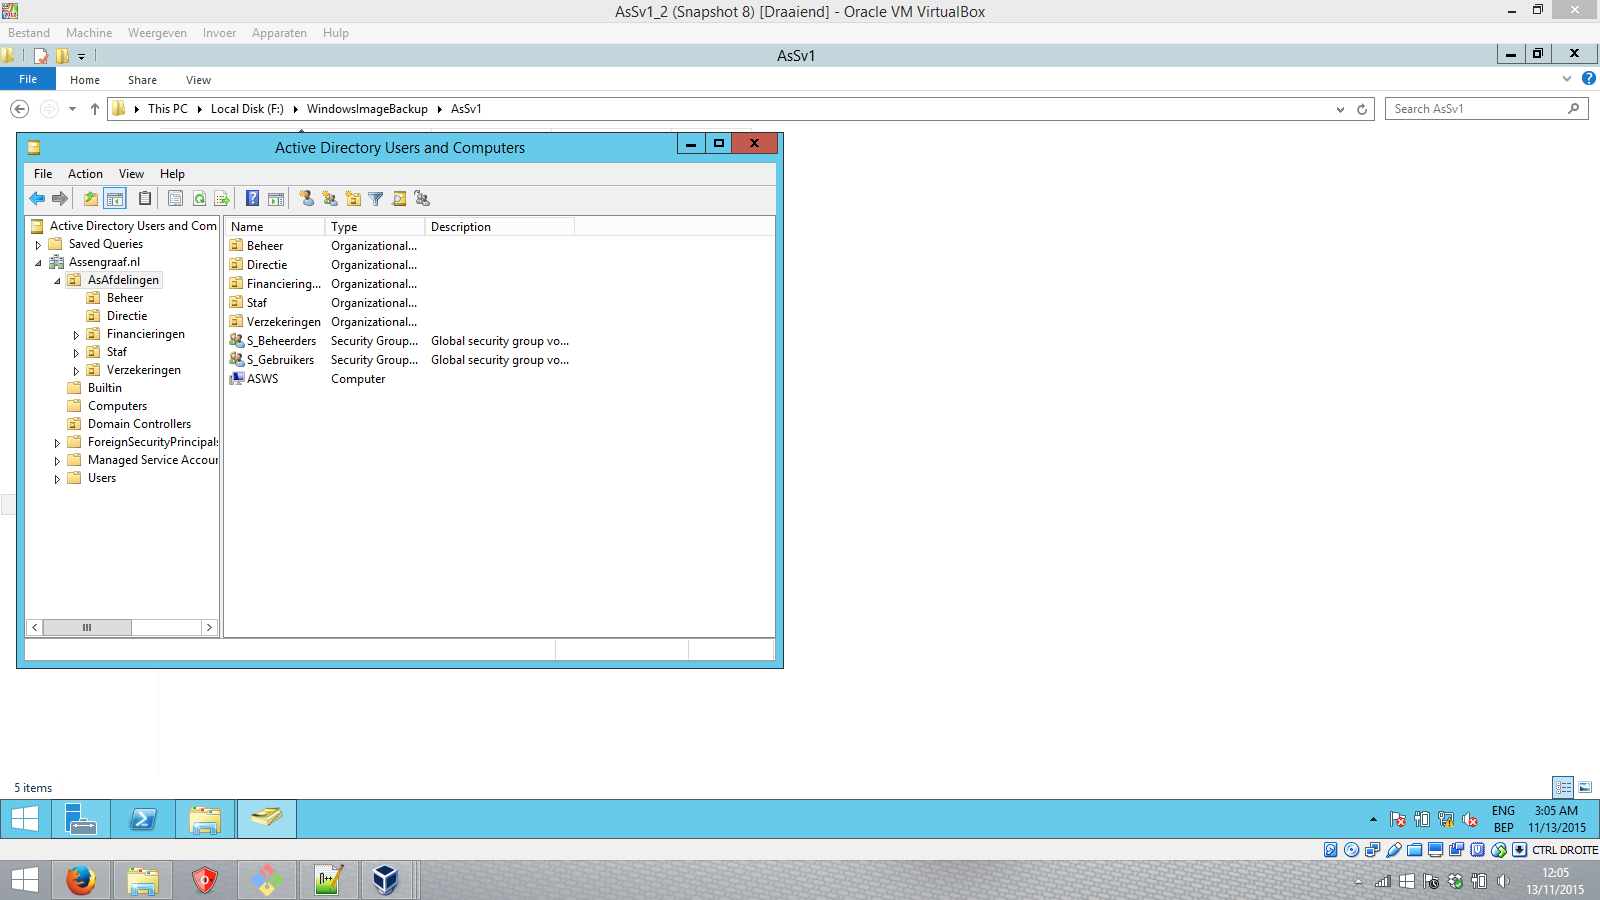 AsSv1_2 (Snapshot 8) [Draaiend] - Oracle VM VirtualBox
Bestand Machine Weergeven Invoer Apparaten Hulp
AsSv1
File Home Share View
This PC Local Disk (F:) WindowsImageBackup AsSv1
Search AsSv1
Active Directory Users and Computers
File Action View Help
Active Directory Users and Com
Saved Queries
Assengraaf.nl
AsAfdelingen
Beheer
Directie
Financieringen
Staf
Verzekeringen
Builtin
Computers
Domain Controllers
ForeignSecurityPrincipals
Managed Service Accour
Users
Name Type Description
Beheer Organizational...
Directie Organizational...
Financiering... Organizational...
Staf Organizational...
Verzekeringen Organizational...
S_Beheerders Security Group... Global security group vo...
S_Gebruikers Security Group... Global security group vo...
ASWS Computer
5 items
ENG 3:05 AM
BEP 11/13/2015
CTRL DROITE
12:05
13/11/2015